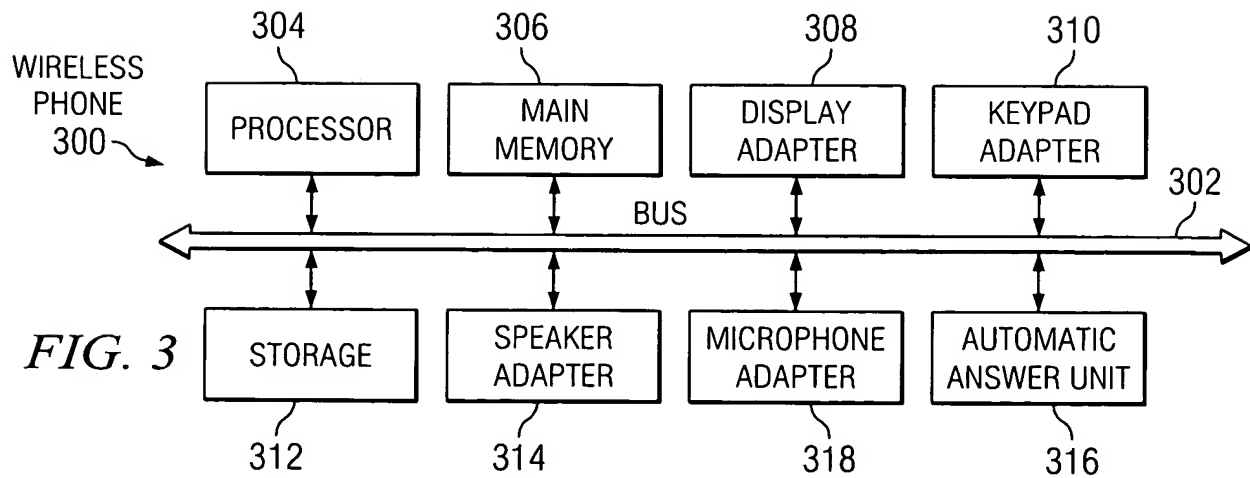 304
306
308
310
WIRELESS
PHONE
300
PROCESSOR
MAIN
MEMORY
DISPLAY
ADAPTER
KEYPAD
ADAPTER
302
BUS
FIG. 3
STORAGE
SPEAKER
ADAPTER
MICROPHONE
ADAPTER
AUTOMATIC
ANSWER UNIT
312
314
318
316